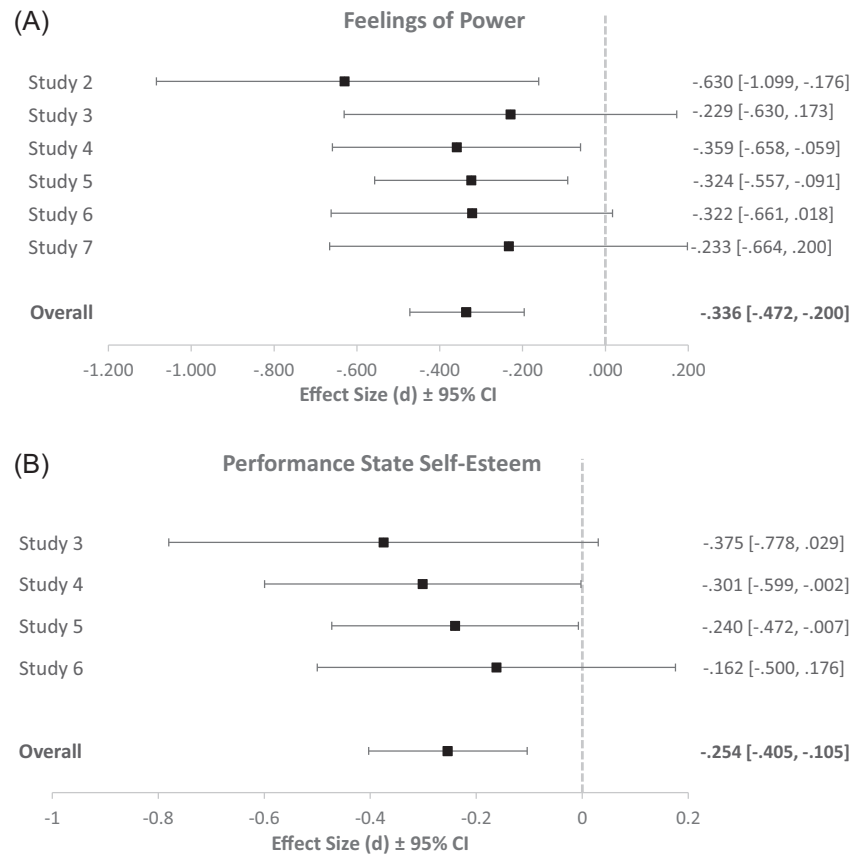 (A)
Feelings of Power
Study 2 -.630 [-1.099, -.176]
Study 3 -.229 [-.630, .173]
Study 4 -.359 [-.658, -.059]
Study 5 -.324 [-.557, -.091]
Study 6 -.322 [-.661, .018]
Study 7 -.233 [-.664, .200]
Overall -.336 [-.472, -.200]
-1.200 -1.000 -.800 -.600 -.400 -.200 .000 .200
Effect Size (d) ± 95% CI
(B)
Performance State Self-Esteem
Study 3 -.375 [-.778, .029]
Study 4 -.301 [-.599, -.002]
Study 5 -.240 [-.472, -.007]
Study 6 -.162 [-.500, .176]
Overall -.254 [-.405, -.105]
-1 -0.8 -0.6 -0.4 -0.2 0 0.2
Effect Size (d) ± 95% CI